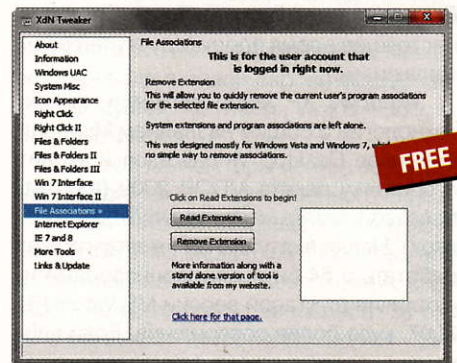 XdN Tweaker
About
Information
Windows UAC
System Misc
Icon Appearance
Right Click
Right Click II
Files & Folders
Files & Folders II
Files & Folders III
Win 7 Interface
Win 7 Interface II
File Associations »
Internet Explorer
IE 7 and 8
More Tools
Links & Update
File Associations
This is for the user account that
is logged in right now.
Remove Extension
This will allow you to quickly remove the current user's program associations
for the selected file extension.
System extensions and program associations are left alone.
This was designed mostly for Windows Vista and Windows 7,
no simple way to remove associations.
FREE
Click on Read Extensions to begin!
Read Extensions
Remove Extension
More information along with a
stand alone version of tool is
available from my website.
Click here for that page.